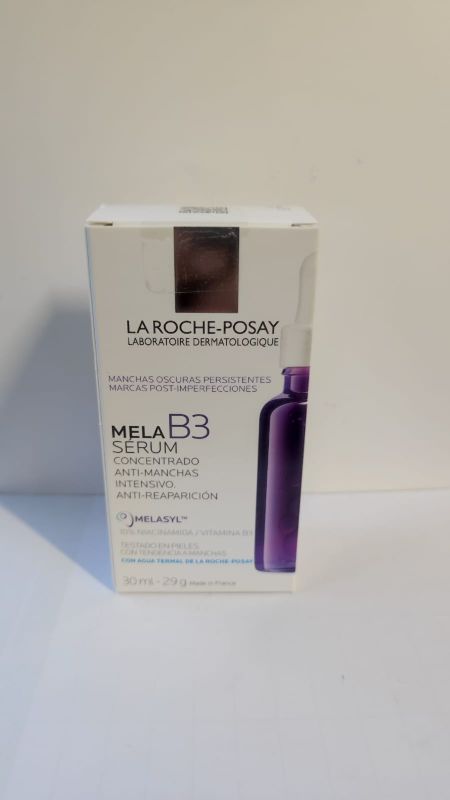 LA ROCHE-POSAY
LABORATOIRE DERMATOLOGIQUE
MANCHAS OSCURAS PERSISTENTES
MARCAS POST-IMPERFECCIONES
MELA B3
SÉRUM
CONCENTRADO
ANTI-MANCHAS
INTENSIVO.
ANTI-REAPARICIÓN
MELASYL™
10% NIACINAMIDA / VITAMINA B3
TESTADO EN PIELES
CON TENDENCIA A MANCHAS
CON AGUA TERMAL DE LA ROCHE-POSAY
30 ml - 29 g Made in France